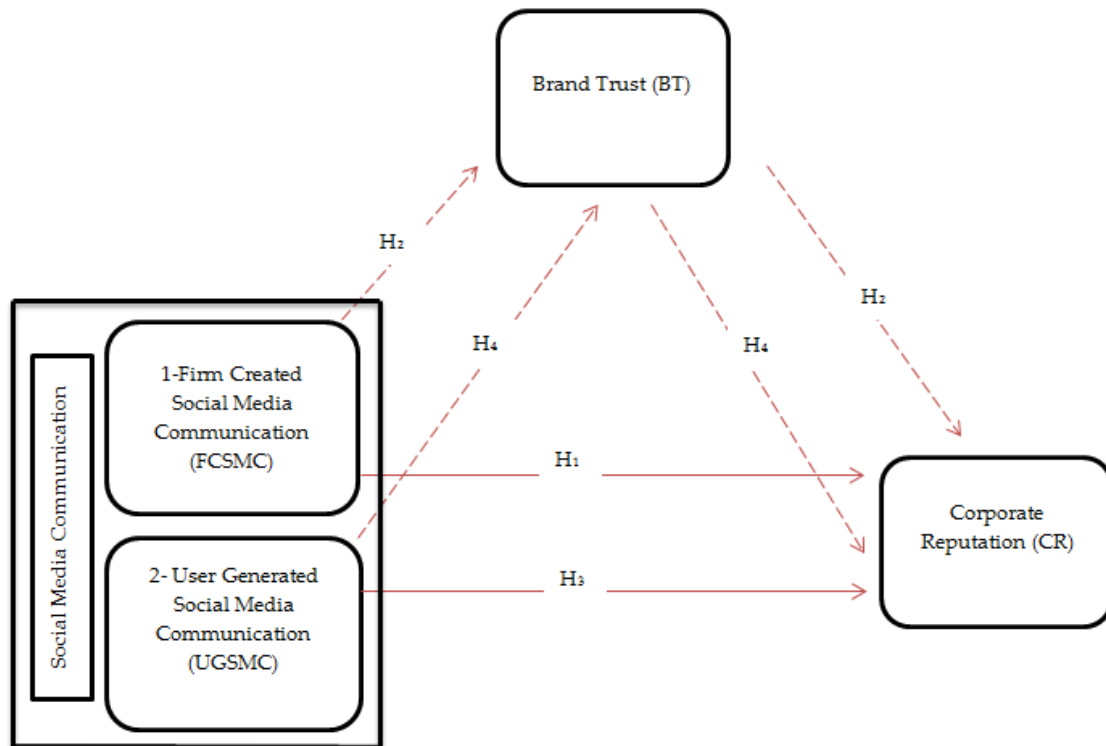 Brand Trust (BT)
H₂
H₂
H₄
H₄
Social Media Communication
1-Firm Created
Social Media
Communication
(FCSMC)
H₁
Corporate
Reputation (CR)
2- User Generated
Social Media
Communication
(UGSMC)
H₃